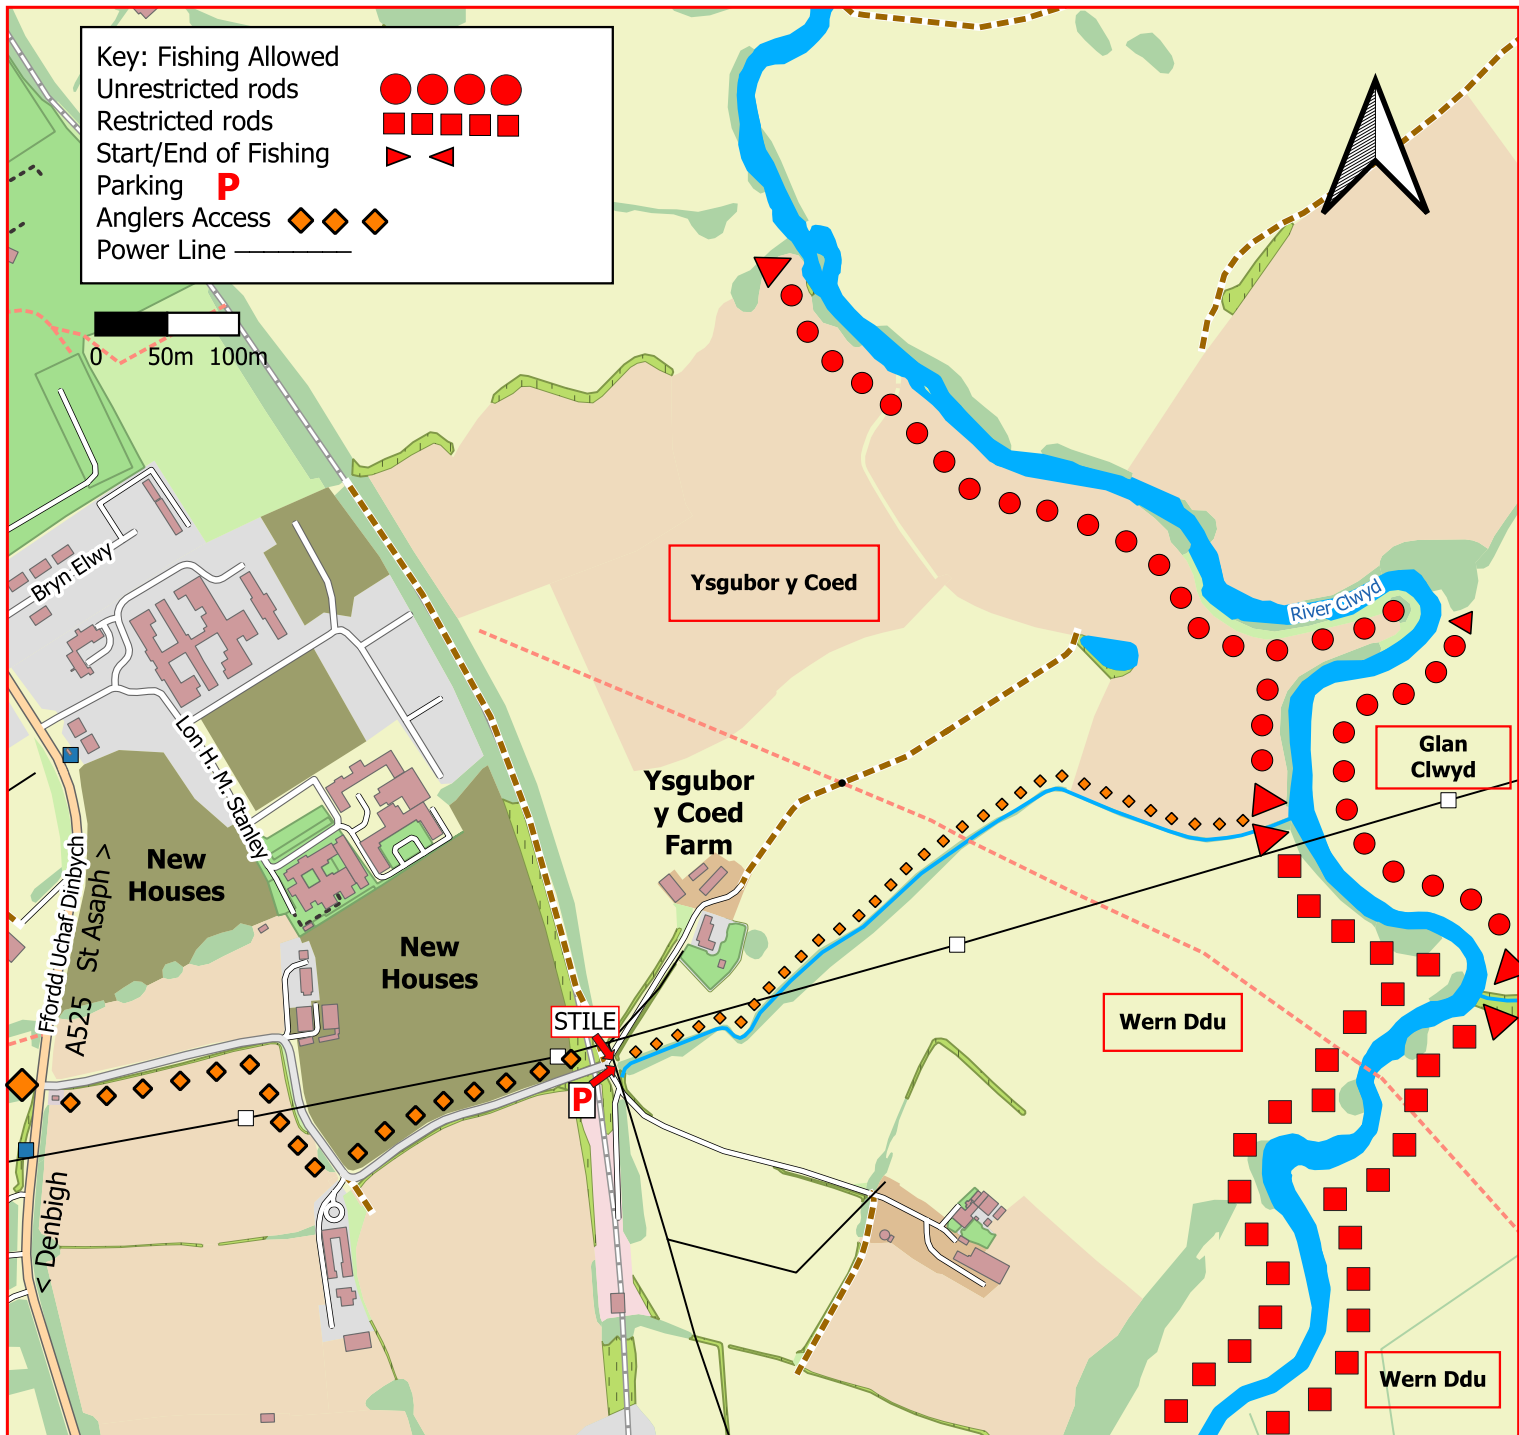 Key: Fishing Allowed
Unrestricted rods
Restricted rods
Start/End of Fishing
Parking P
Anglers Access
Power Line
0 50m 100m
Bryn Elwy
Ysgubor y Coed
River Clwyd
Lon H. M. Stanley
Glan
Clwyd
Ysgubor
y Coed
Farm
New
Houses
Ffordd Uchaf Dinbych
A525 St Asaph >
New
Houses
STILE
Wern Ddu
P
< Denbigh
Wern Ddu